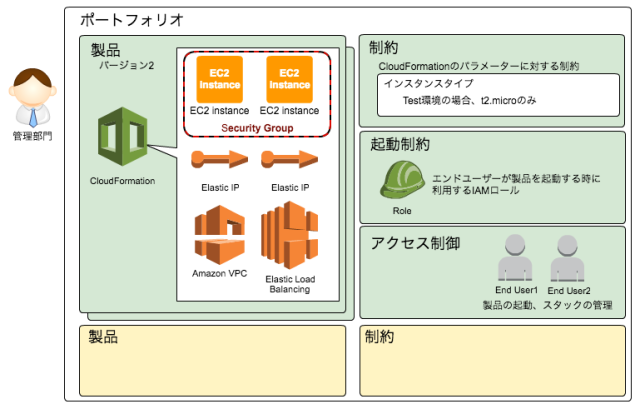 ポートフォリオ
管理部門
製品
バージョン2
CloudFormation
EC2
Instance
EC2 instance
EC2
Instance
EC2 instance
Security Group
Elastic IP
Elastic IP
Amazon VPC
Elastic Load
Balancing
制約
CloudFormationのパラメーターに対する制約
インスタンスタイプ
Test環境の場合、t2.microのみ
起動制約
エンドユーザーが製品を起動する時に
利用するIAMロール
Role
アクセス制御
End User1
End User2
製品の起動、スタックの管理
製品
制約